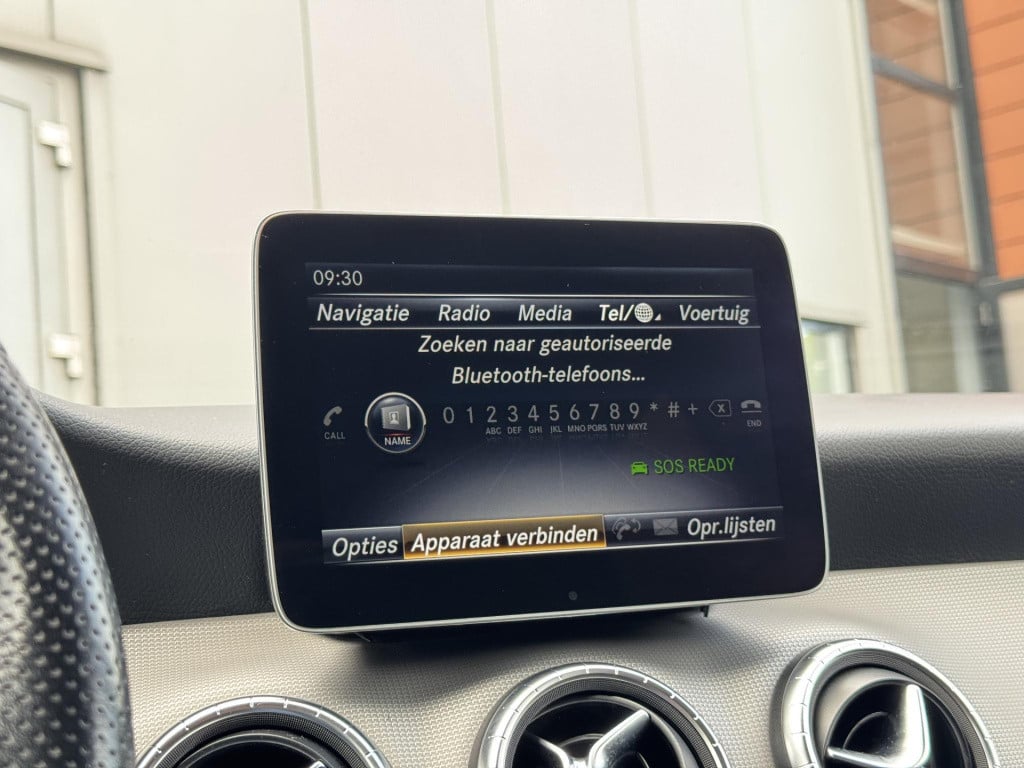 09:30
Navigatie Radio Media Tel/ Voertuig
Zoeken naar geautoriseerde
Bluetooth-telefoons...
0 1 2 3 4 5 6 7 8 9 * # +
CALL NAME ABC DEF GHI JKL MNO PQRS TUV WXYZ END
SOS READY
Opties Apparaat verbinden Opr.lijsten